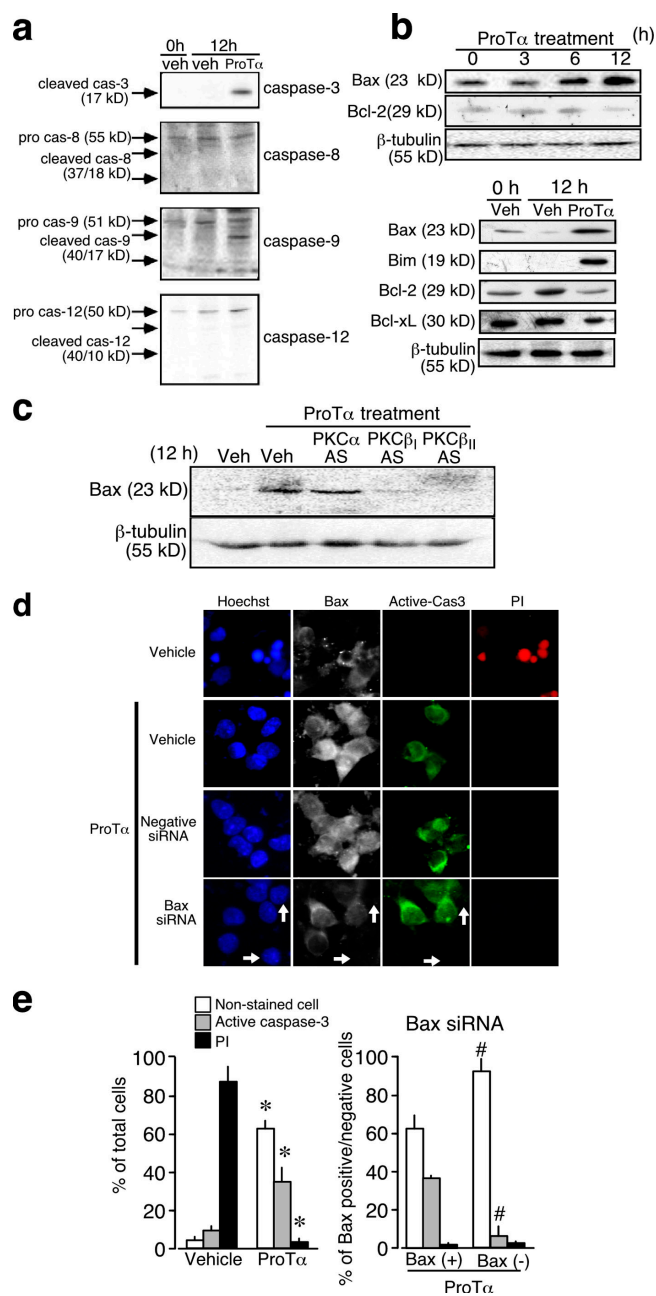 a
0h 12h
veh veh ProTα
cleaved cas-3
(17 kD)
caspase-3
pro cas-8 (55 kD)
cleaved cas-8
(37/18 kD)
caspase-8
pro cas-9 (51 kD)
cleaved cas-9
(40/17 kD)
caspase-9
pro cas-12(50 kD)
cleaved cas-12
(40/10 kD)
caspase-12
b
ProTα treatment (h)
0 3 6 12
Bax (23 kD)
Bcl-2(29 kD)
β-tubulin
(55 kD)
0 h 12 h
Veh Veh ProTα
Bax (23 kD)
Bim (19 kD)
Bcl-2 (29 kD)
Bcl-xL (30 kD)
β-tubulin
(55 kD)
c
ProTα treatment
PKCα PKCβI PKCβII
(12 h) Veh Veh AS AS AS
Bax (23 kD)
β-tubulin
(55 kD)
d
Hoechst Bax Active-Cas3 PI
Vehicle
Vehicle
ProTα
Negative
siRNA
Bax
siRNA
e
Non-stained cell
Active caspase-3
PI
% of total cells
100
80
60
40
20
0
* * *
Vehicle ProTα
Bax siRNA
% of Bax positive/negative cells
100
80
60
40
20
0
# #
Bax (+) Bax (-)
ProTα